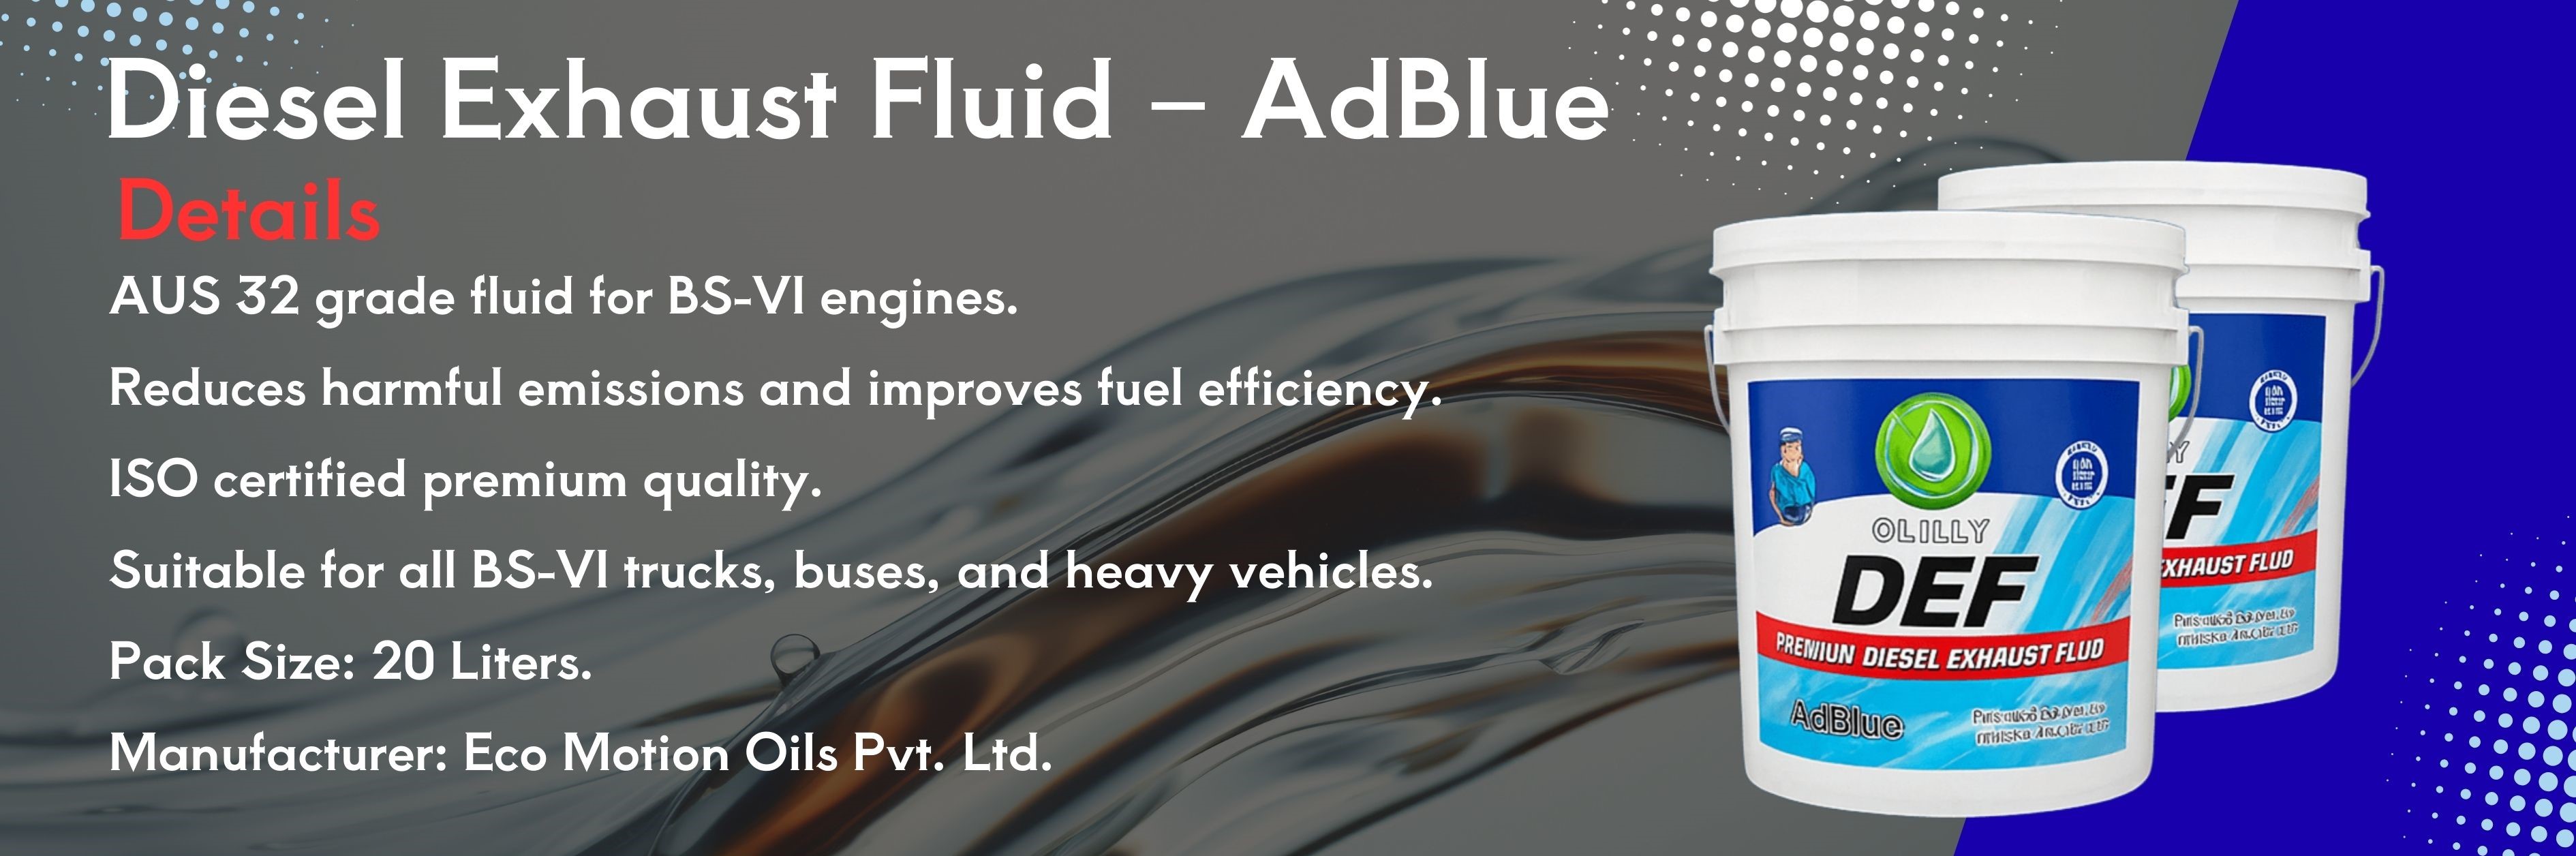 Diesel Exhaust Fluid – AdBlue
Details
AUS 32 grade fluid for BS-VI engines.
Reduces harmful emissions and improves fuel efficiency.
ISO certified premium quality.
Suitable for all BS-VI trucks, buses, and heavy vehicles.
Pack Size: 20 Liters.
Manufacturer: Eco Motion Oils Pvt. Ltd.
OLILLY
DEF
PREMIUN DIESEL EXHAUST FLUD
AdBlue
Y
EF
EXHAUST FLUD